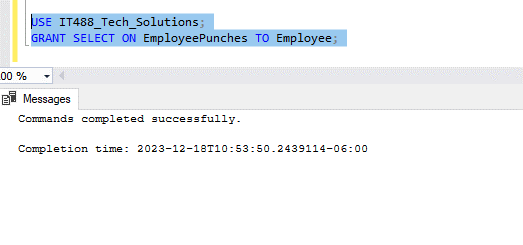 USE IT488_Tech_Solutions;
GRANT SELECT ON EmployeePunches TO Employee;
00 %
Messages
Commands completed successfully.
Completion time: 2023-12-18T10:53:50.2439114-06:00